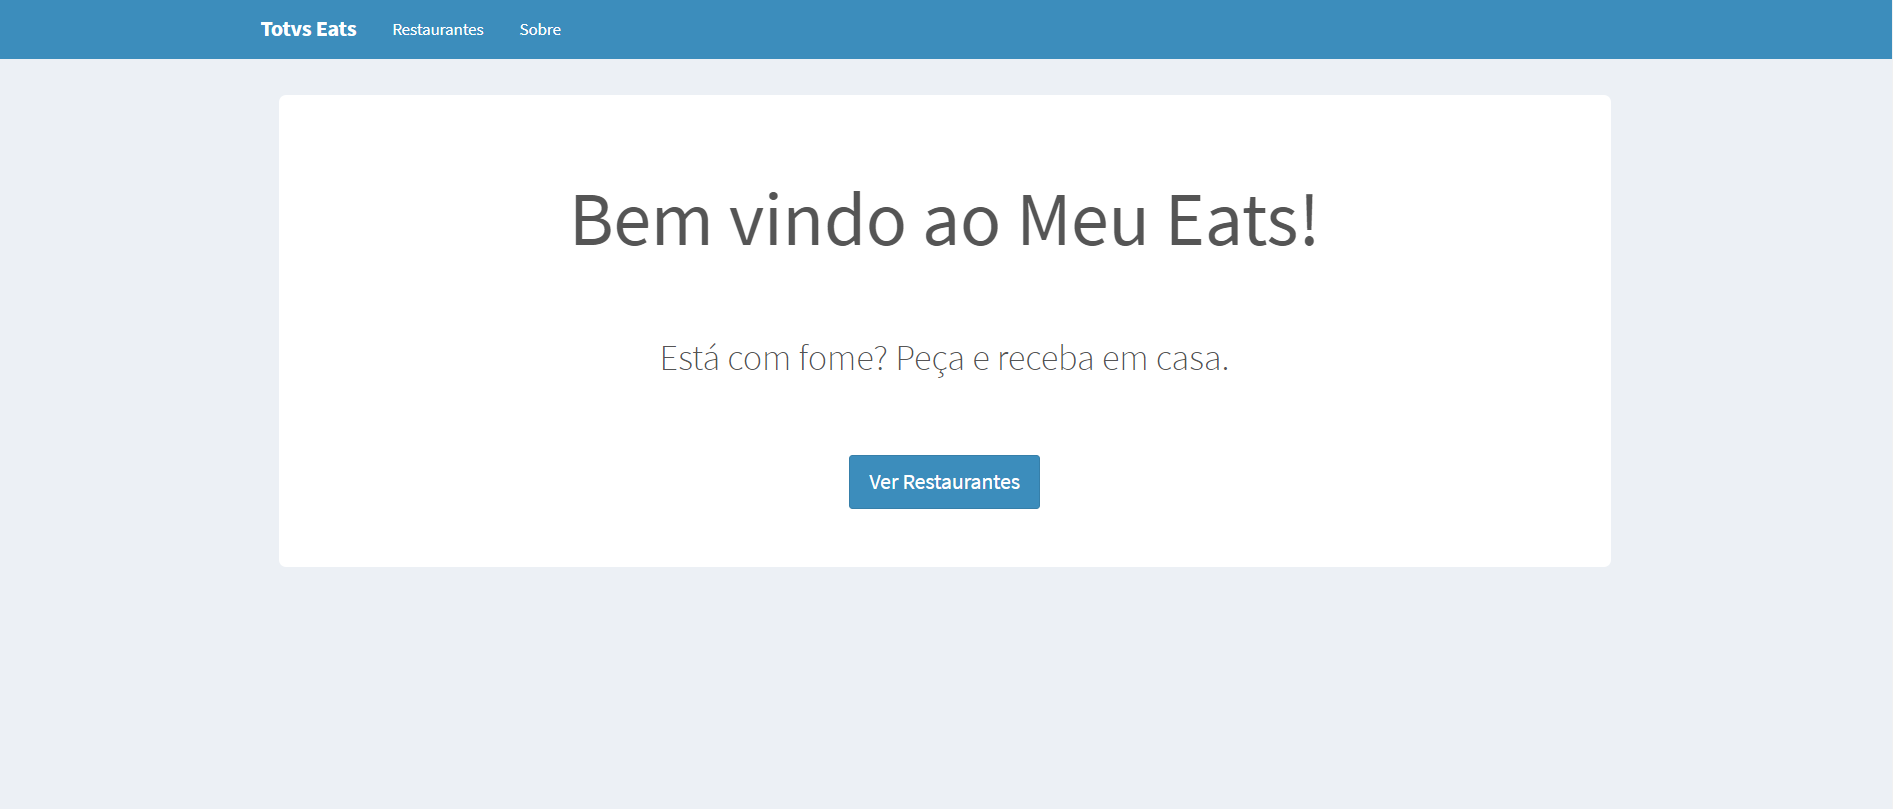 Totvs Eats Restaurantes Sobre
Bem vindo ao Meu Eats!
Está com fome? Peça e receba em casa.
Ver Restaurantes